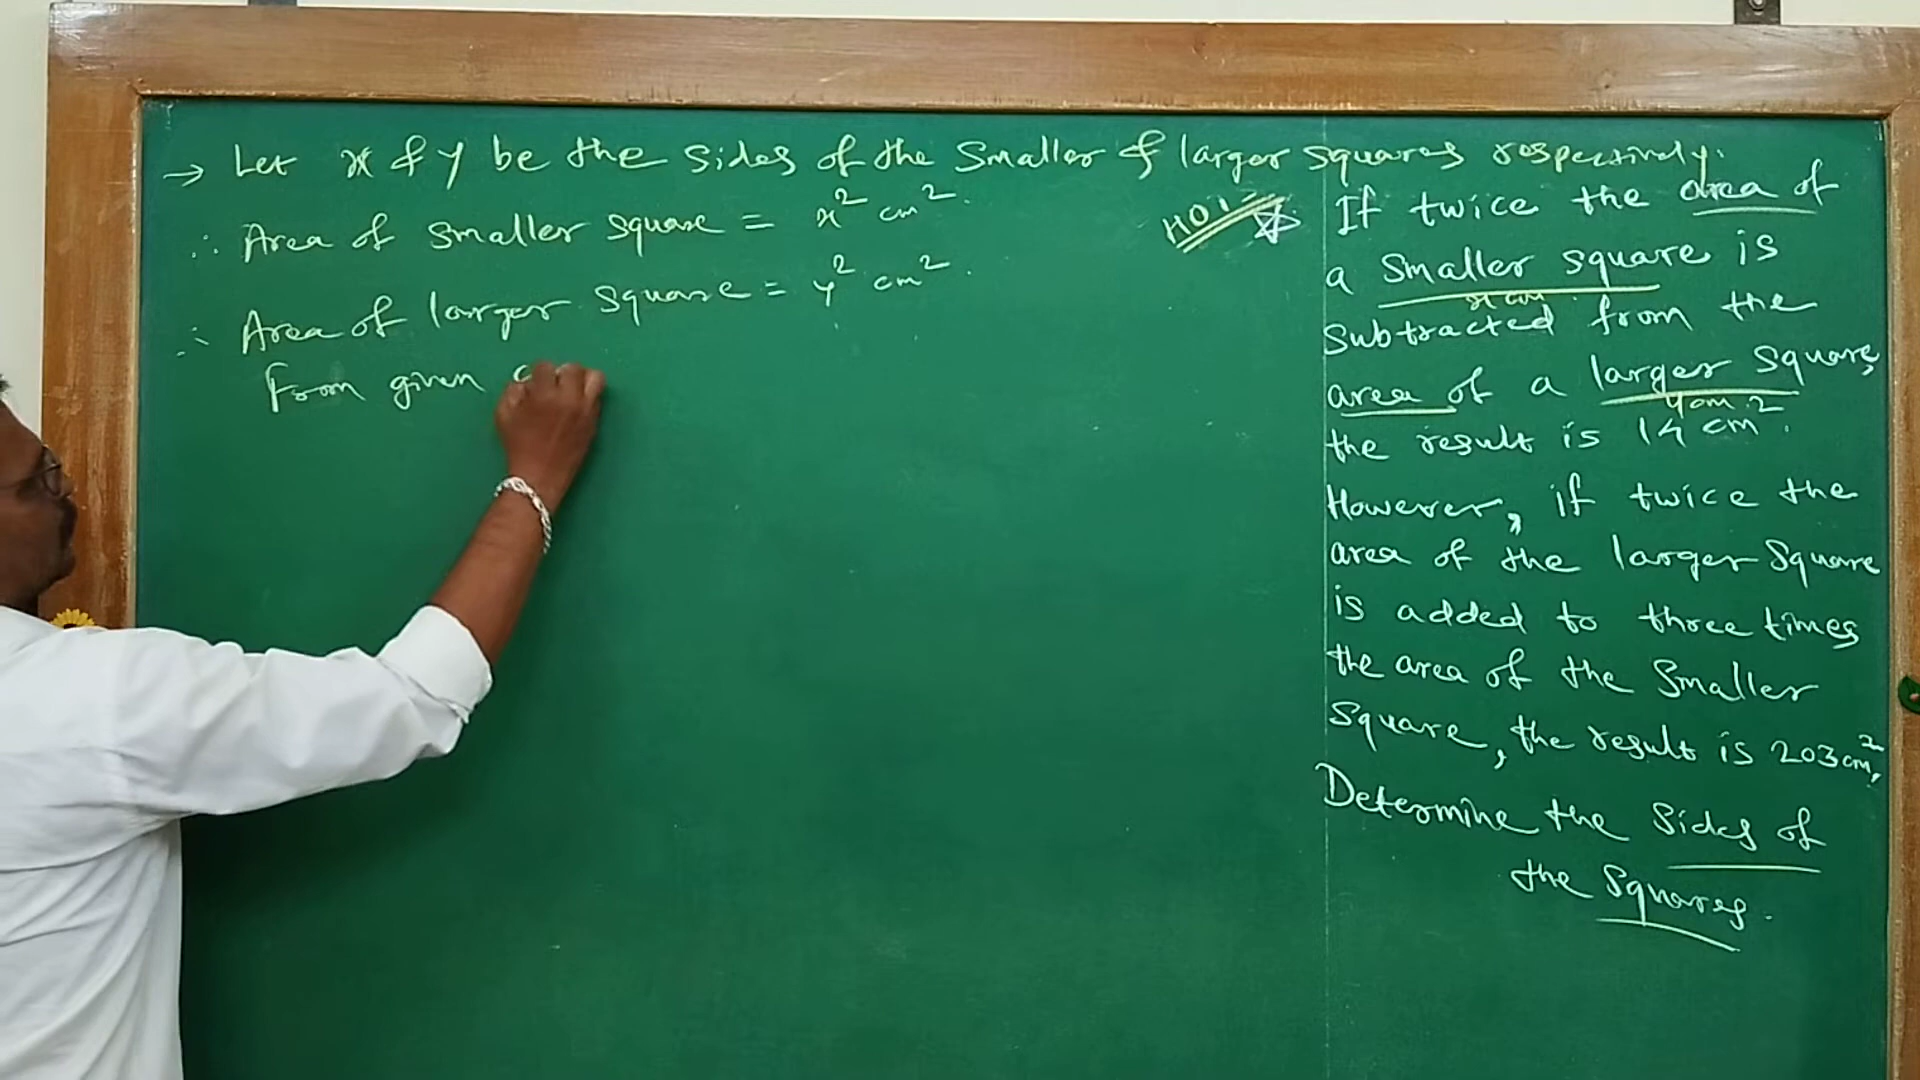 → Let x & y be the sides of the smaller & larger squares respectively.
∴ Area of smaller square = x² cm².
∴ Area of larger square = y² cm².
From given
HOTS
If twice the area of
a smaller square is
x cm
subtracted from the
area of a larger square,
y cm
the result is 14 cm².
However, if twice the
area of the larger square
is added to three times
the area of the smaller
square, the result is 203 cm².
Determine the sides of
the squares.